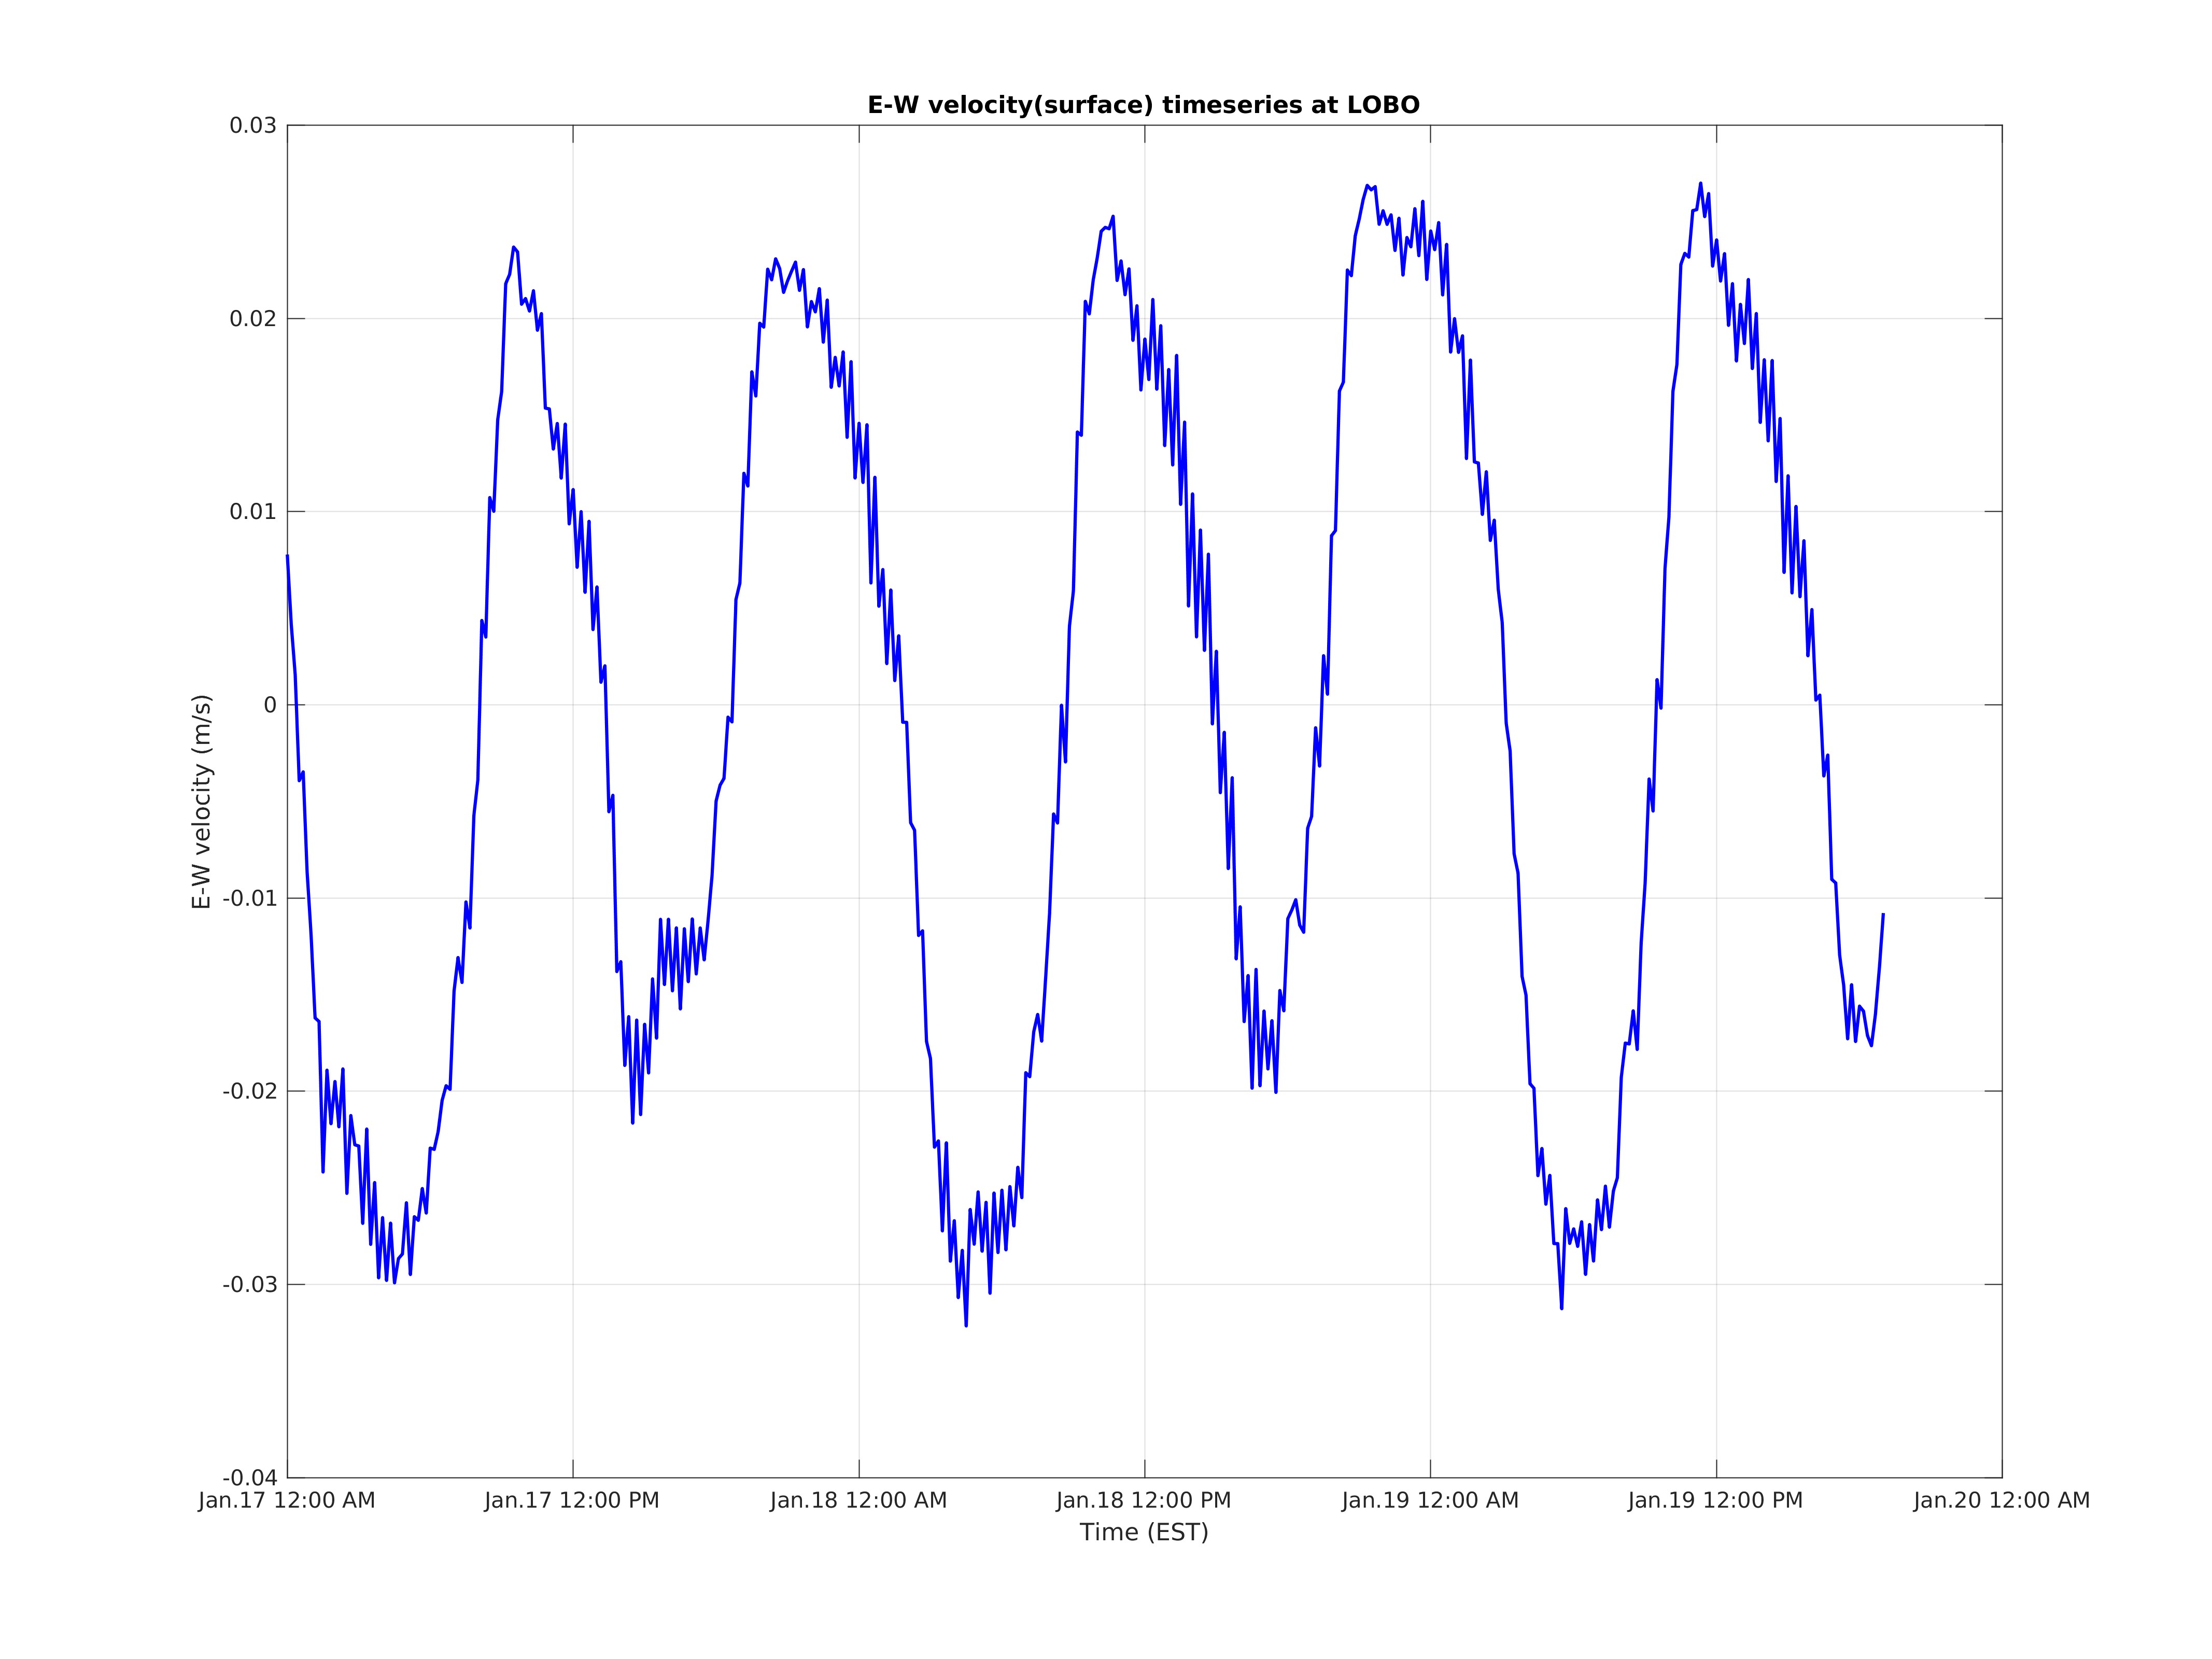 E-W velocity(surface) timeseries at LOBO
0.03
0.02
0.01
0
-0.01
-0.02
-0.03
-0.04
E-W velocity (m/s)
Jan.17 12:00 AM Jan.17 12:00 PM Jan.18 12:00 AM Jan.18 12:00 PM Jan.19 12:00 AM Jan.19 12:00 PM Jan.20 12:00 AM
Time (EST)